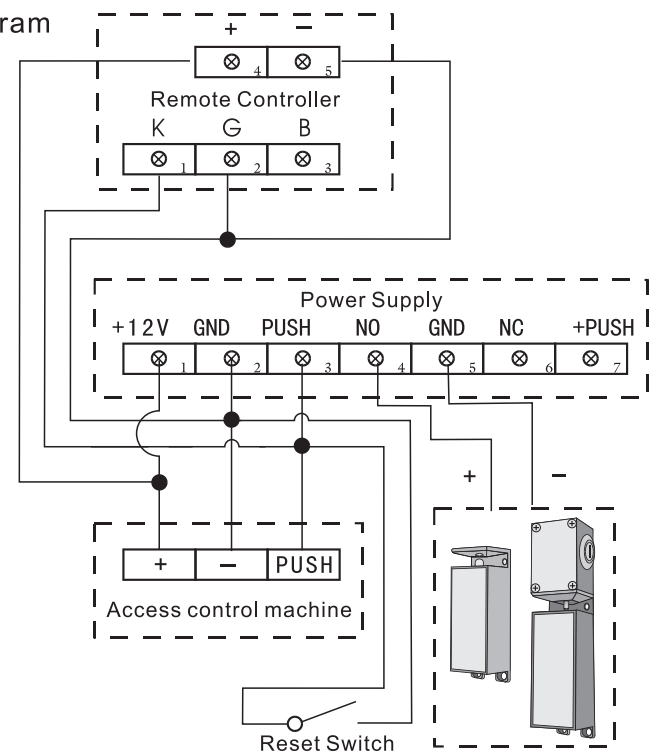 ram
+ −
4 5
Remote Controller
K G B
1 2 3
Power Supply
+12V GND PUSH NO GND NC +PUSH
1 2 3 4 5 6 7
+ −
+ − PUSH
Access control machine
Reset Switch